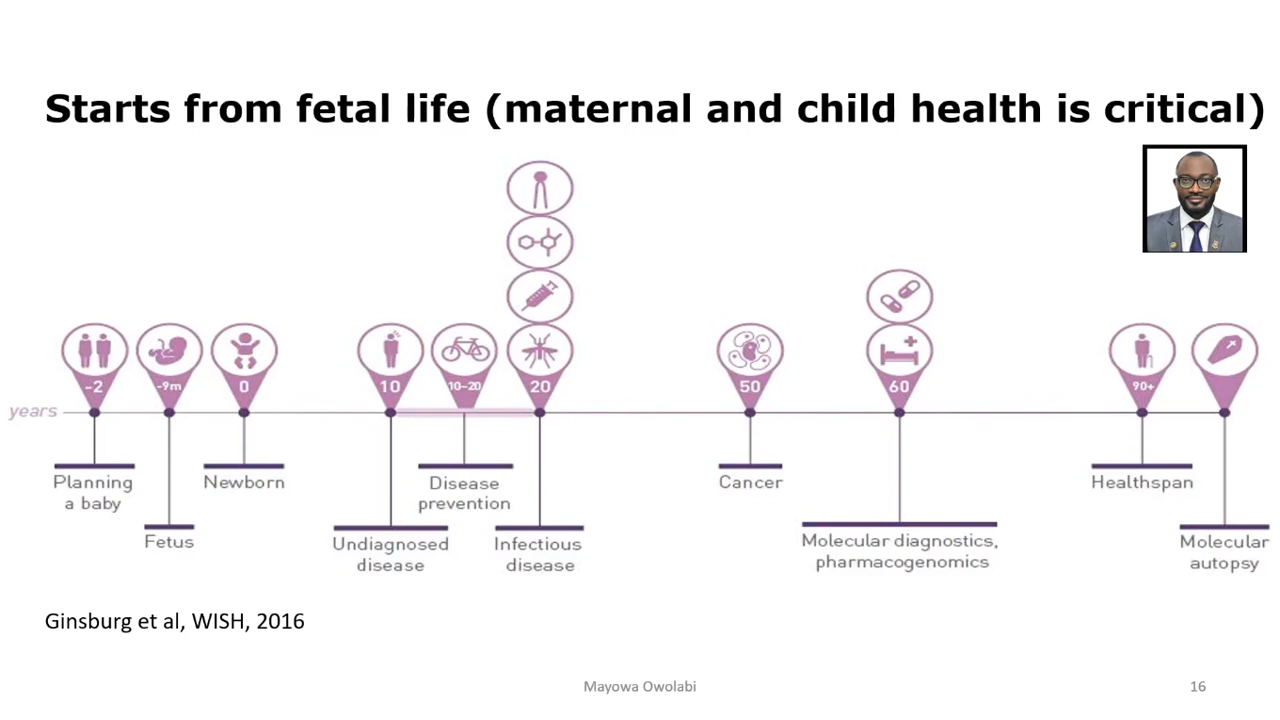 Starts from fetal life (maternal and child health is critical)
years
-2
-9m
0
10
10–20
20
50
60
90+
Planning
a baby
Fetus
Newborn
Undiagnosed
disease
Disease
prevention
Infectious
disease
Cancer
Molecular diagnostics,
pharmacogenomics
Healthspan
Molecular
autopsy
Ginsburg et al, WISH, 2016
Mayowa Owolabi
16